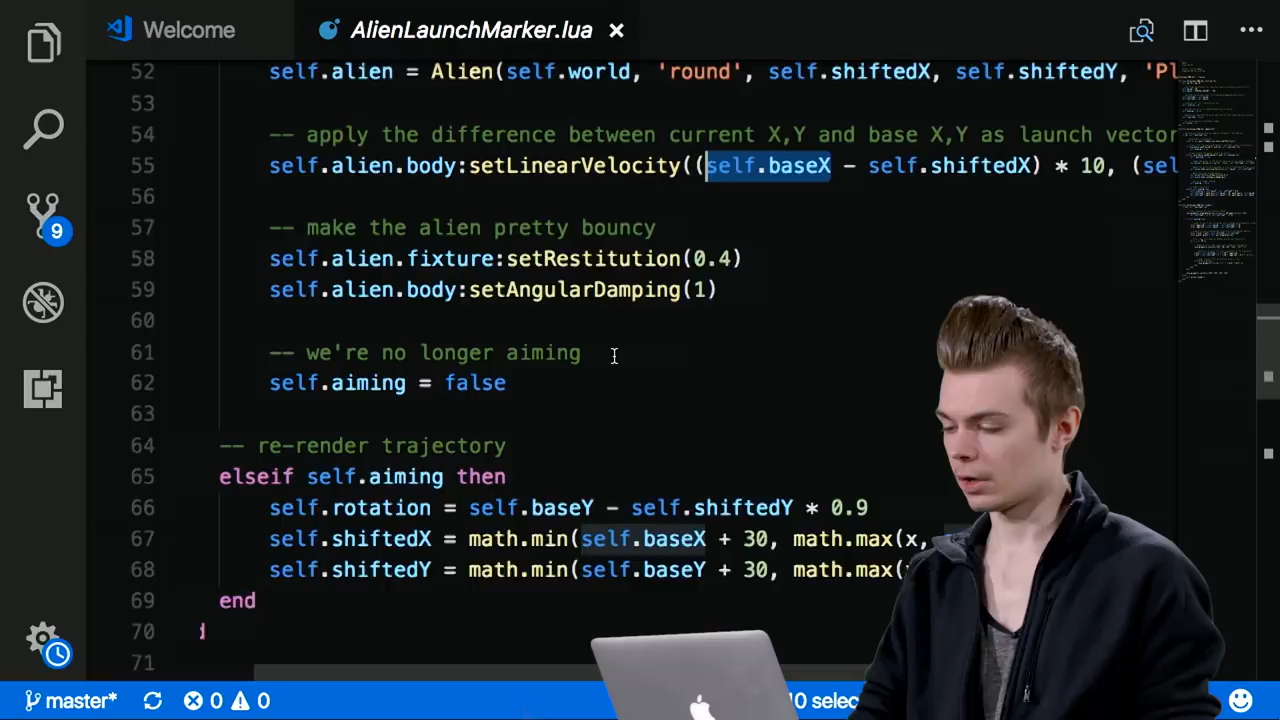 Welcome
AlienLaunchMarker.lua
52 self.alien = Alien(self.world, 'round', self.shiftedX, self.shiftedY, 'Pl
53
54 -- apply the difference between current X,Y and base X,Y as launch vector
55 self.alien.body:setLinearVelocity((self.baseX - self.shiftedX) * 10, (sel
56
57 -- make the alien pretty bouncy
58 self.alien.fixture:setRestitution(0.4)
59 self.alien.body:setAngularDamping(1)
60
61 -- we're no longer aiming
62 self.aiming = false
63
64 -- re-render trajectory
65 elseif self.aiming then
66 self.rotation = self.baseY - self.shiftedY * 0.9
67 self.shiftedX = math.min(self.baseX + 30, math.max(x,
68 self.shiftedY = math.min(self.baseY + 30, math.max(
69 end
70
71
9
master* 0 0